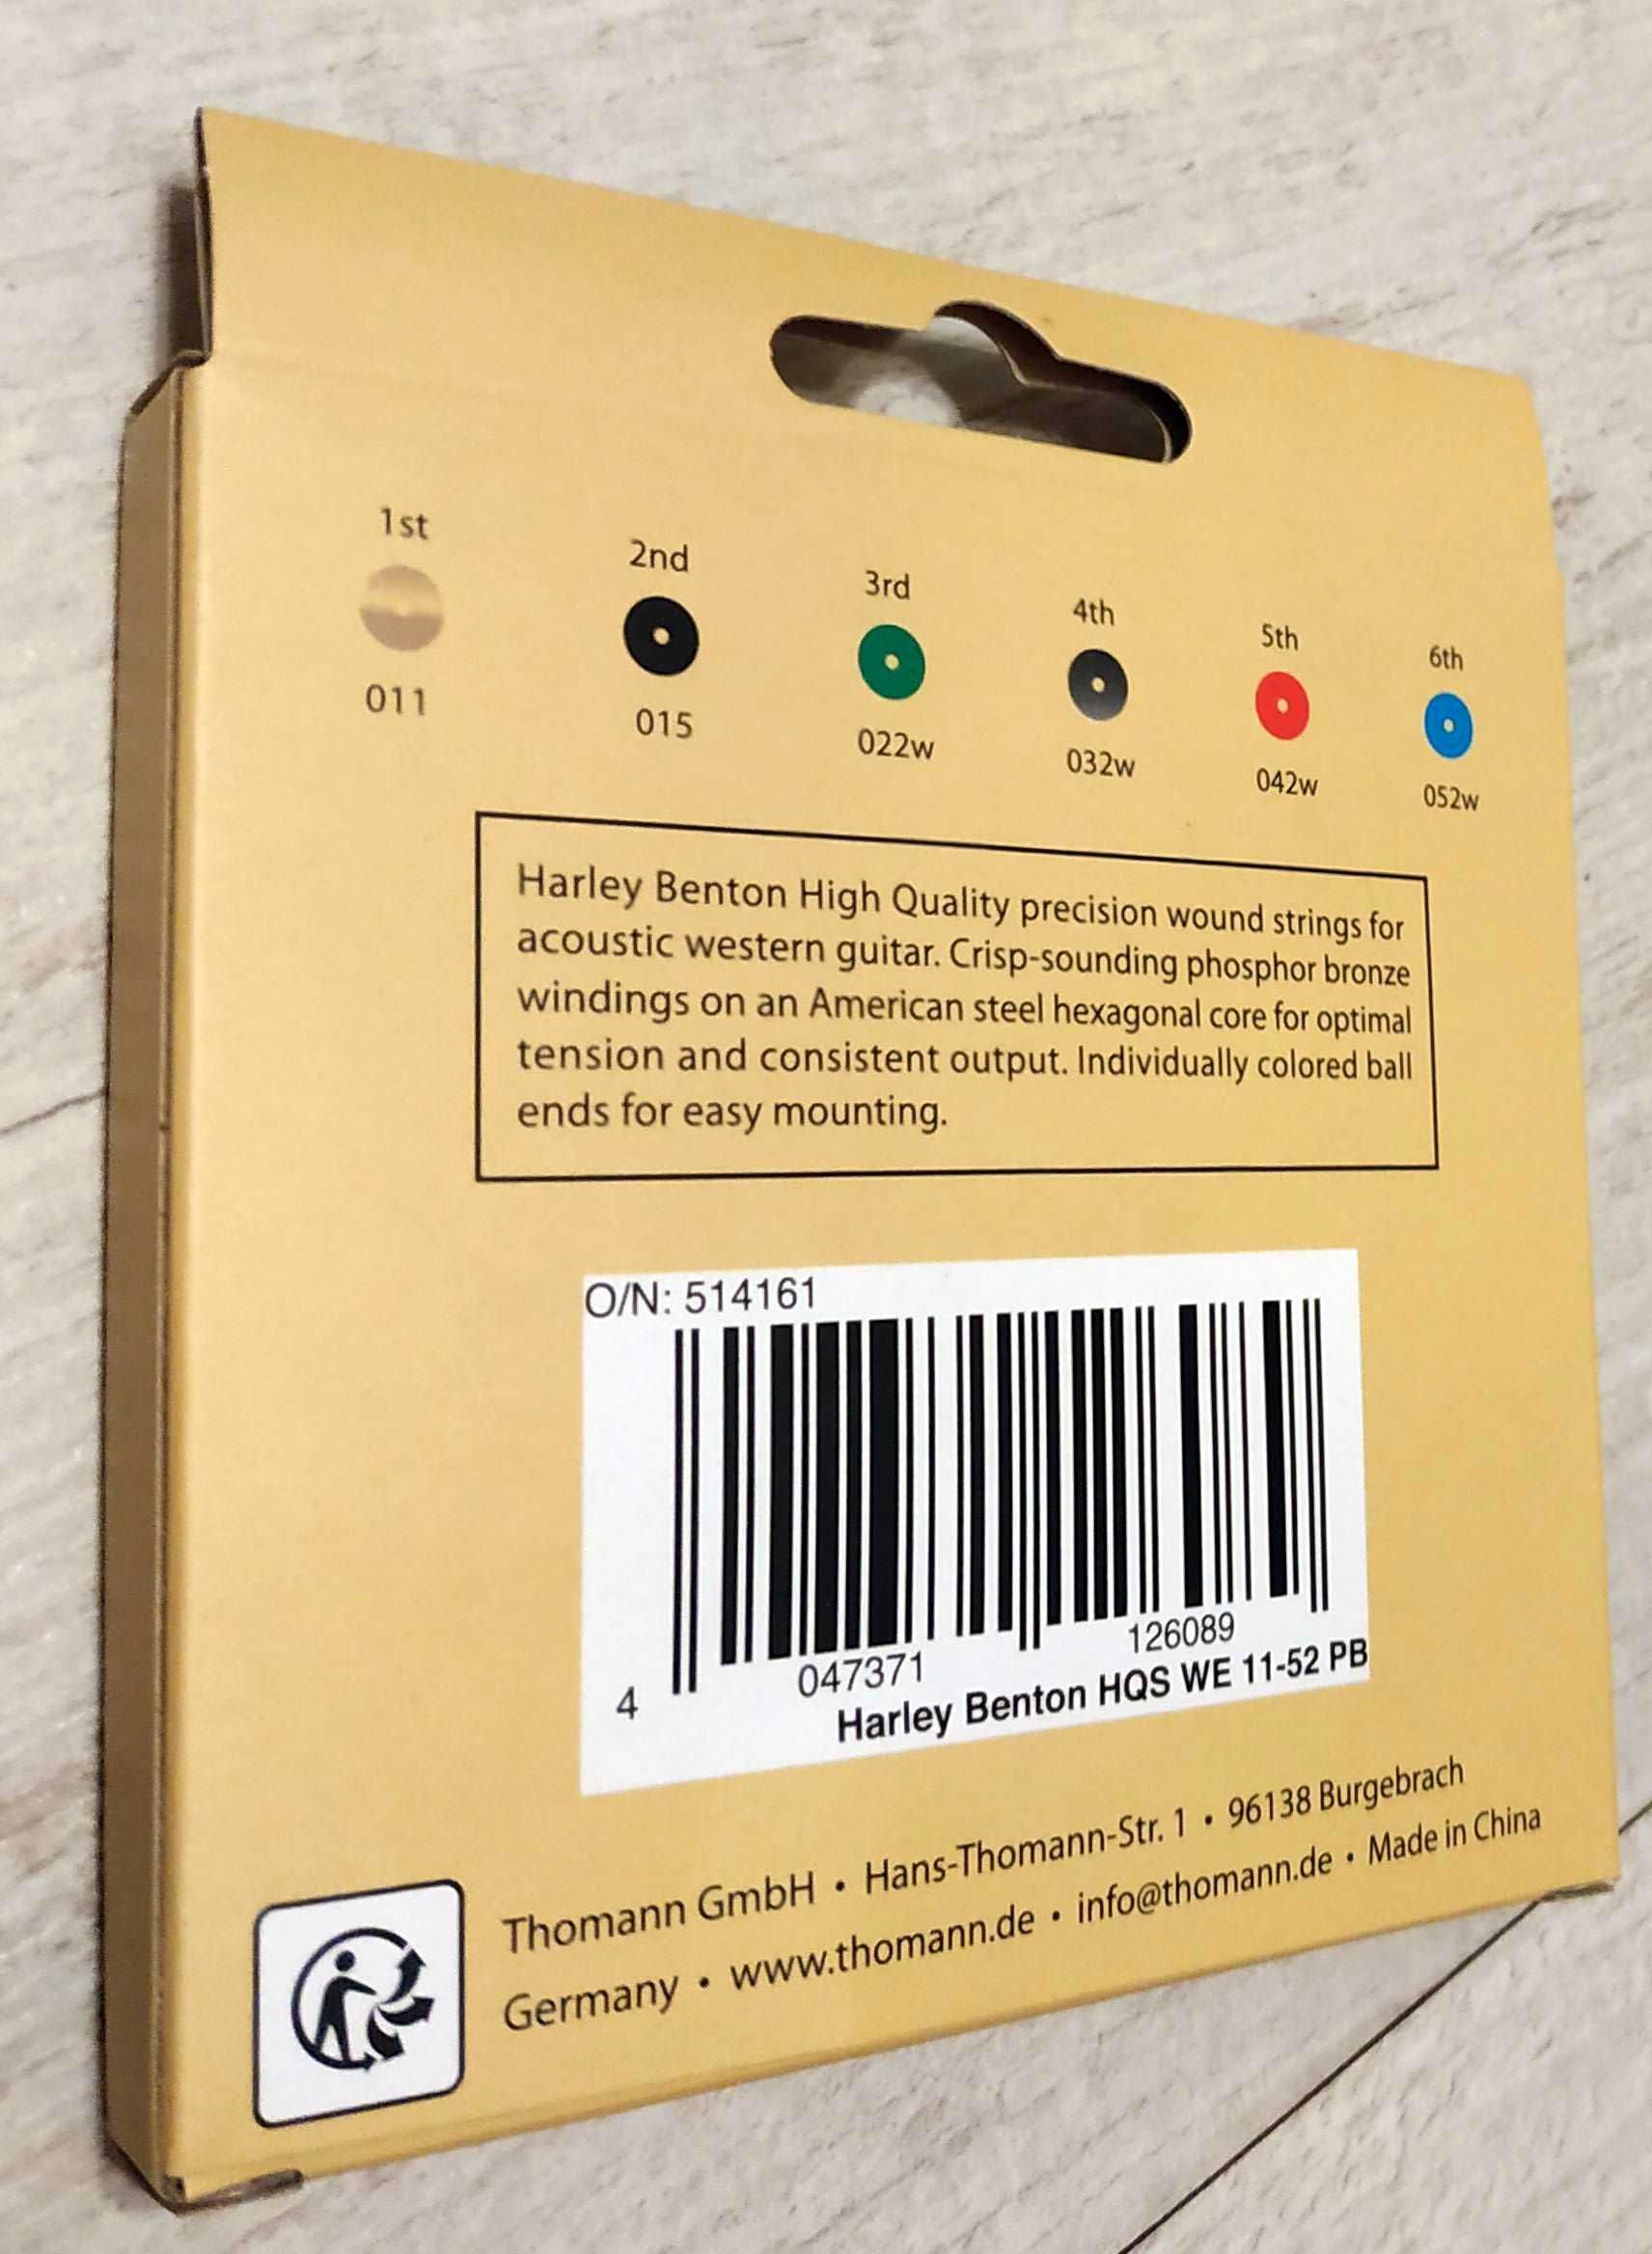 1st 2nd 3rd 4th 5th 6th
011 015 022w 032w 042w 052w
Harley Benton High Quality precision wound strings for
acoustic western guitar. Crisp-sounding phosphor bronze
windings on an American steel hexagonal core for optimal
tension and consistent output. Individually colored ball
ends for easy mounting.
O/N: 514161
4 047371 126089
Harley Benton HQS WE 11-52 PB
Thomann GmbH • Hans-Thomann-Str. 1 • 96138 Burgebrach
Germany • www.thomann.de • info@thomann.de • Made in China